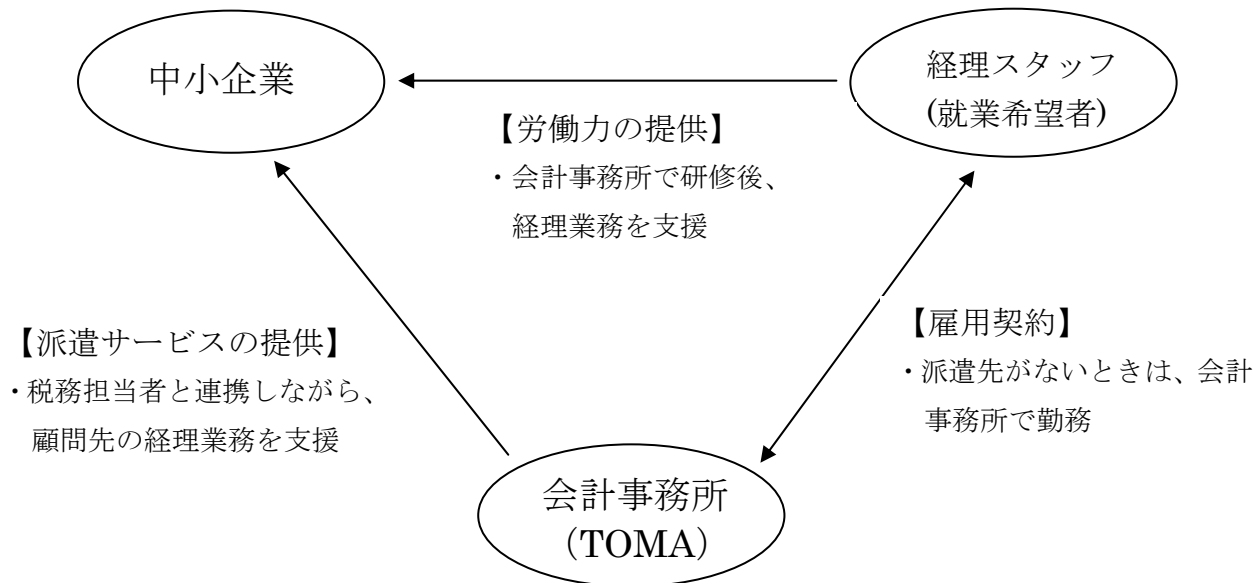 中小企業
経理スタッフ
(就業希望者)
【労働力の提供】
・会計事務所で研修後、
経理業務を支援
【派遣サービスの提供】
・税務担当者と連携しながら、
顧問先の経理業務を支援
【雇用契約】
・派遣先がないときは、会計
事務所で勤務
会計事務所
（TOMA）